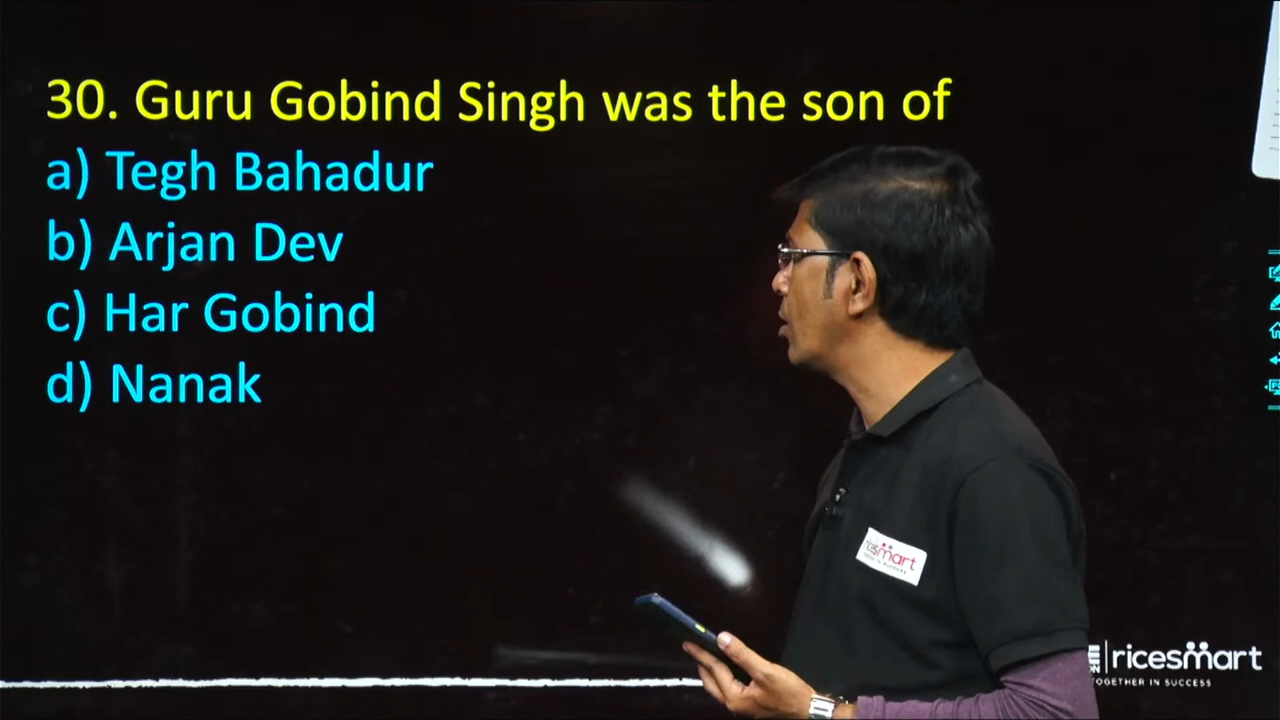 30. Guru Gobind Singh was the son of
a) Tegh Bahadur
b) Arjan Dev
c) Har Gobind
d) Nanak
ricesmart
ricesmart
TOGETHER IN SUCCESS